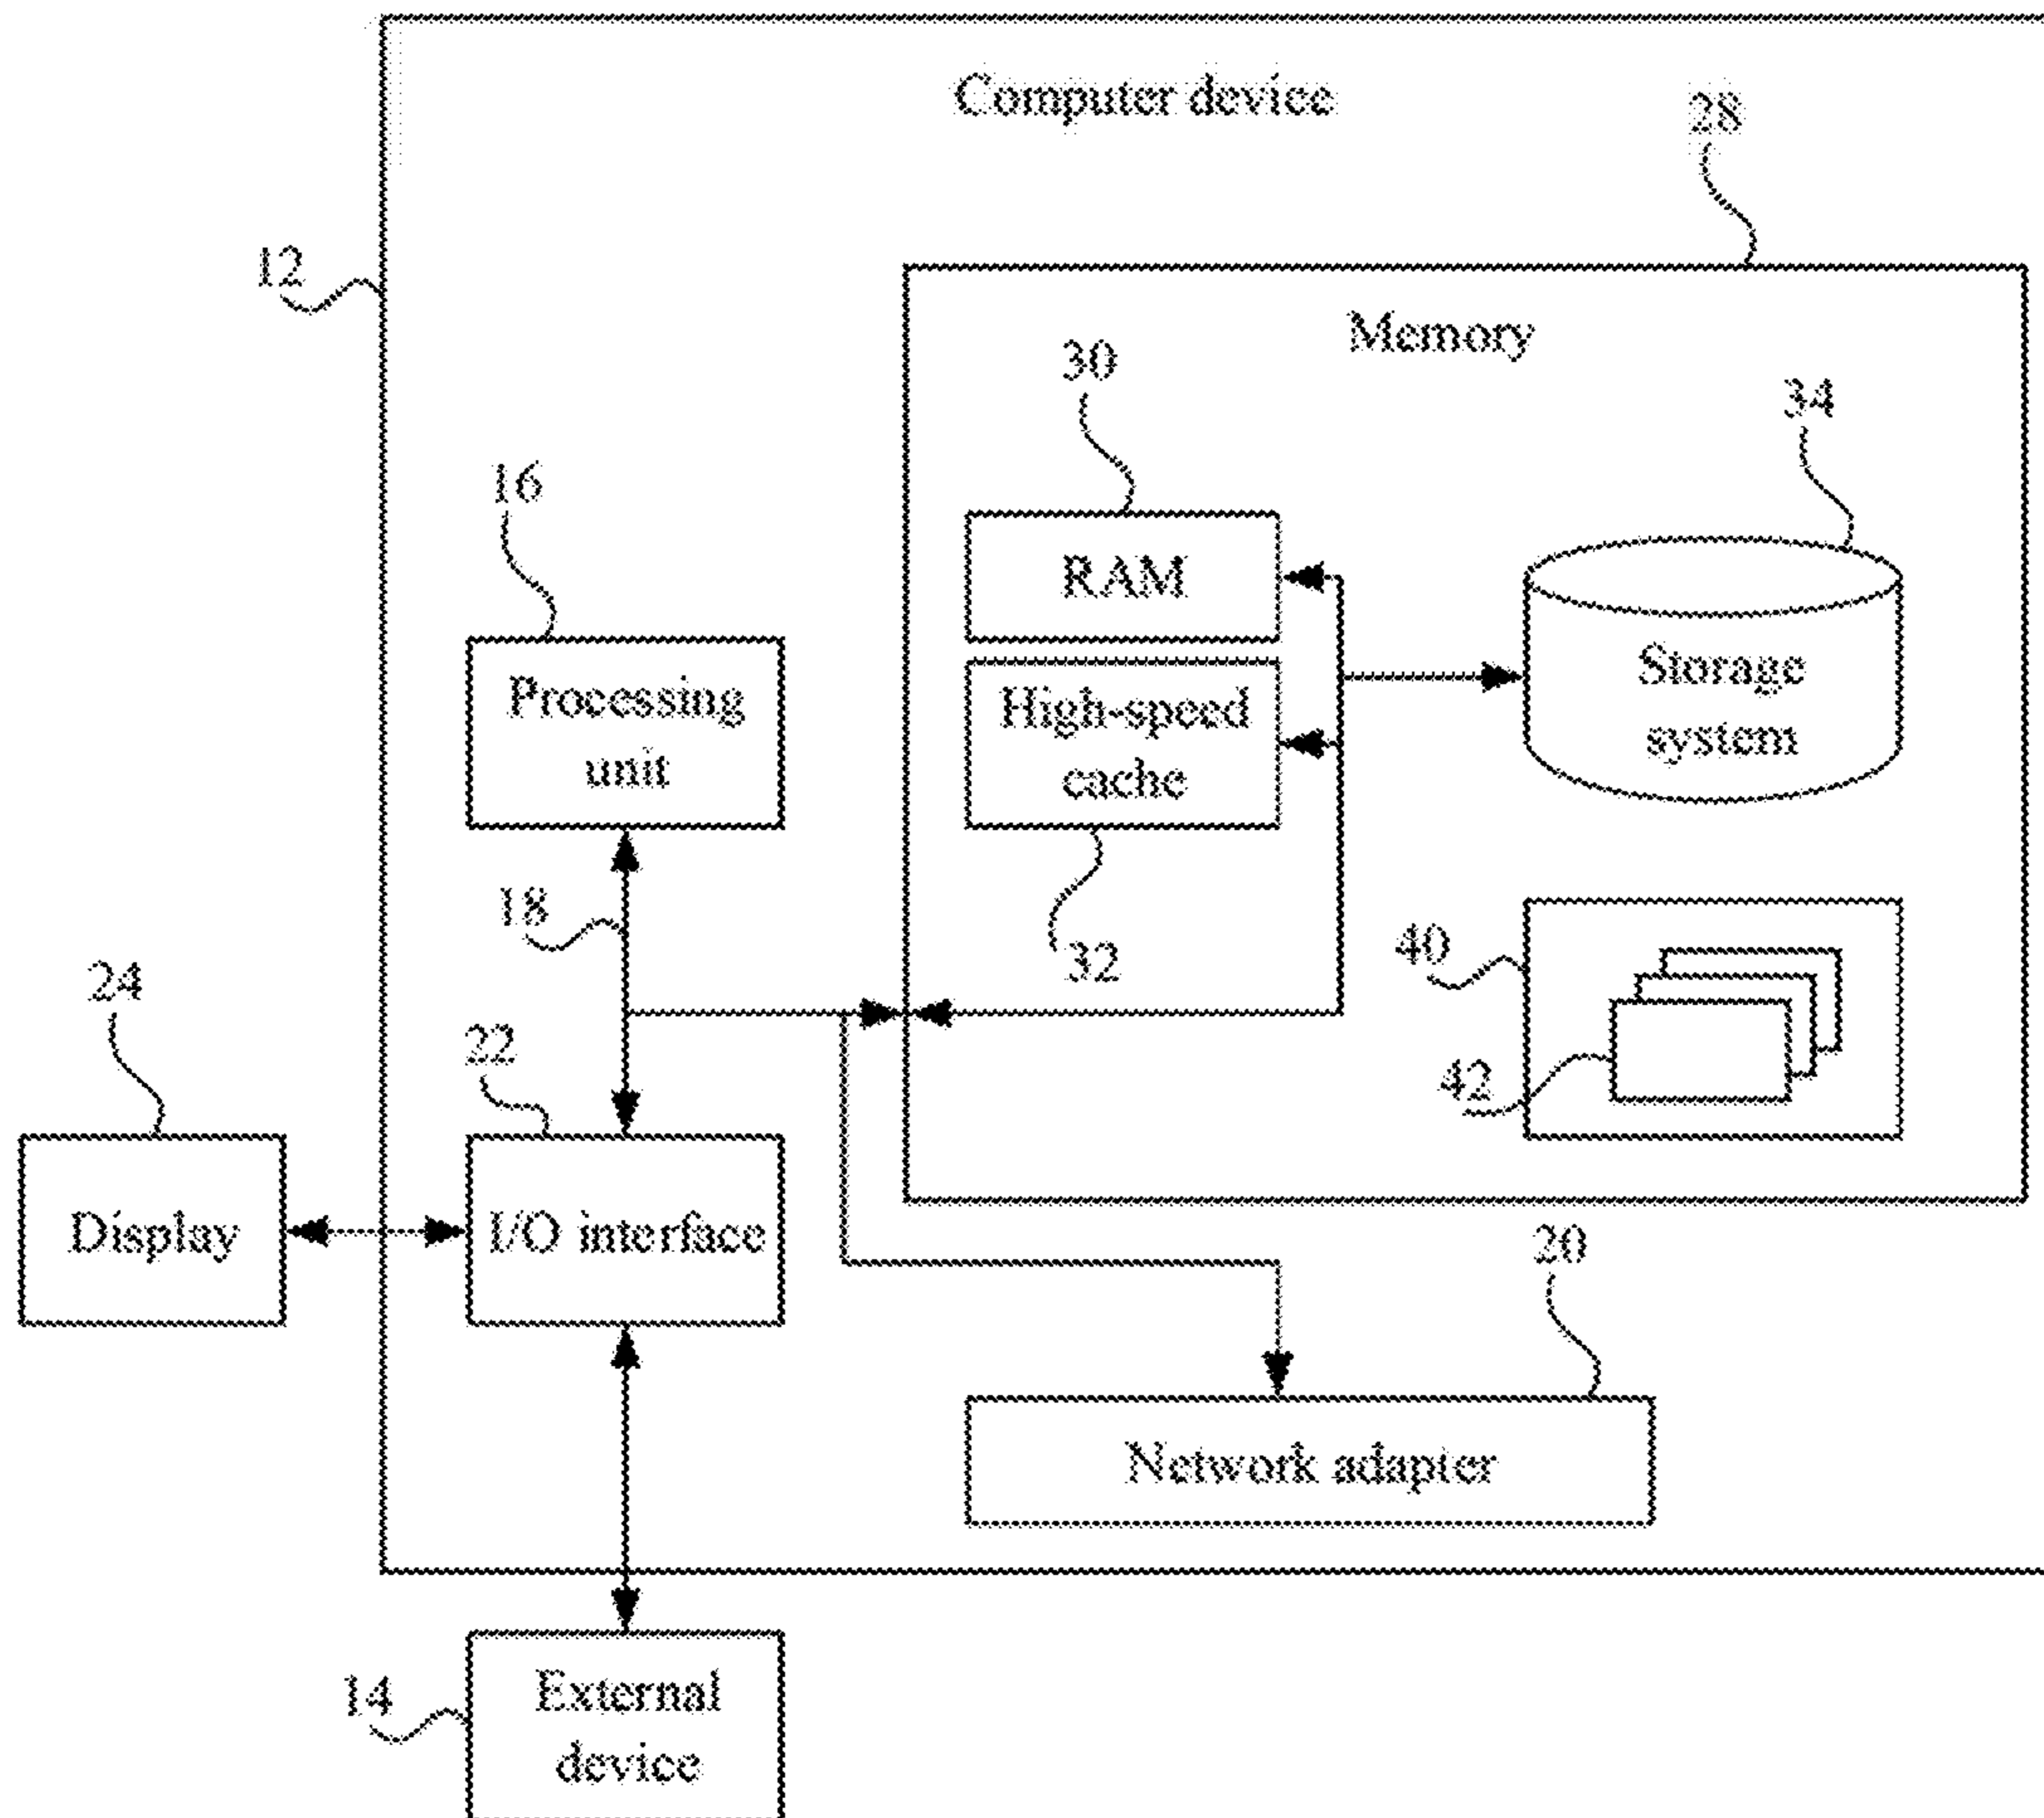 Computer device
28
12
Memory
30
34
16
RAM
Processing
unit
High-speed
cache
Storage
system
18
32
40
24
22
42
Display
I/O interface
20
Network adapter
14
External
device